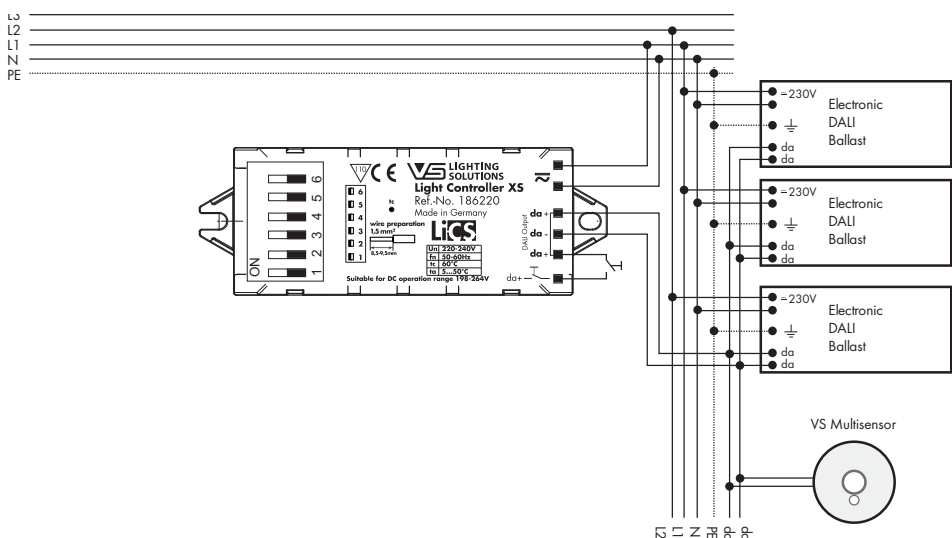 L3
L2
L1
N
PE
ON
1 2 3 4 5 6
6
5
4
3
2
1
110
CE
tc
wire preparation
1,5 mm²
8,5-9,5mm
VS LIGHTING SOLUTIONS
Light Controller XS
Ref.-No. 186220
Made in Germany
LiCS
Un 220-240V
fn 50-60Hz
tc 60°C
ta 5...50°C
Suitable for DC operation range 198-264V
DALI Output
da +
da -
da +
da+
~230V
Electronic
DALI
Ballast
da
da
~230V
Electronic
DALI
Ballast
da
da
~230V
Electronic
DALI
Ballast
da
da
VS Multisensor
L2
L1
N
PE